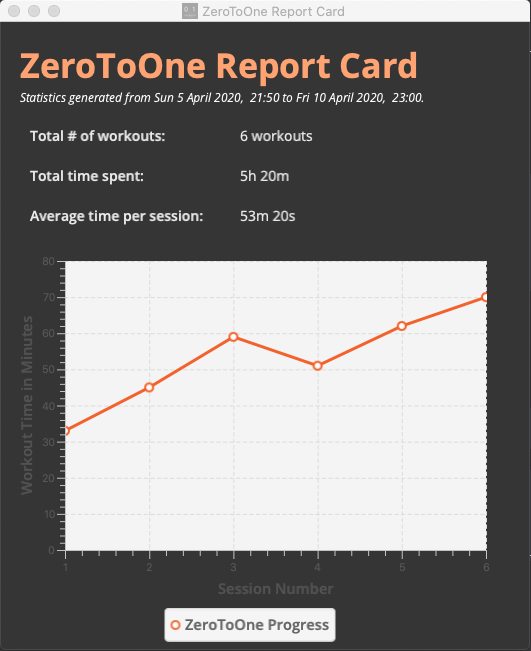 ZeroToOne Report Card
ZeroToOne Report Card
Statistics generated from Sun 5 April 2020, 21:50 to Fri 10 April 2020, 23:00.
Total # of workouts: 6 workouts
Total time spent: 5h 20m
Average time per session: 53m 20s
Workout Time in Minutes
80
70
60
50
40
30
20
10
0
1 2 3 4 5 6
Session Number
ZeroToOne Progress